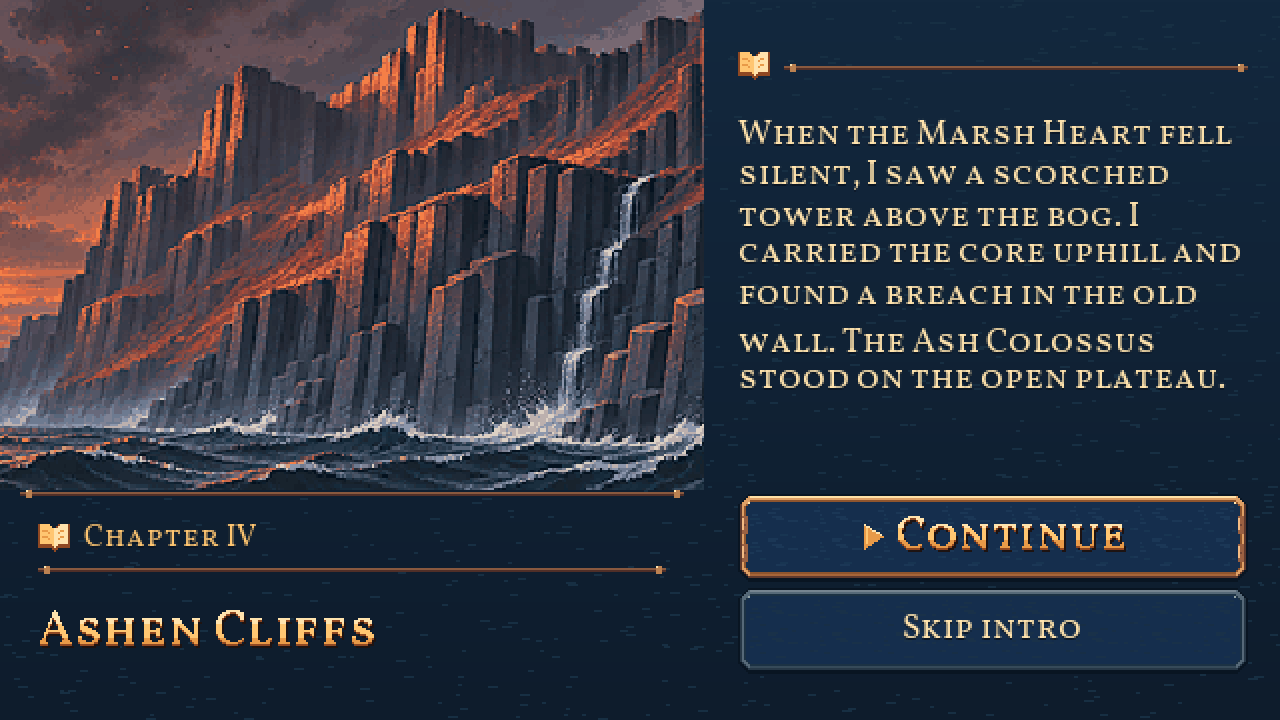 Chapter IV
Ashen Cliffs
When the Marsh Heart fell
silent, I saw a scorched
tower above the bog. I
carried the core uphill and
found a breach in the old
wall. The Ash Colossus
stood on the open plateau.
Continue
Skip intro